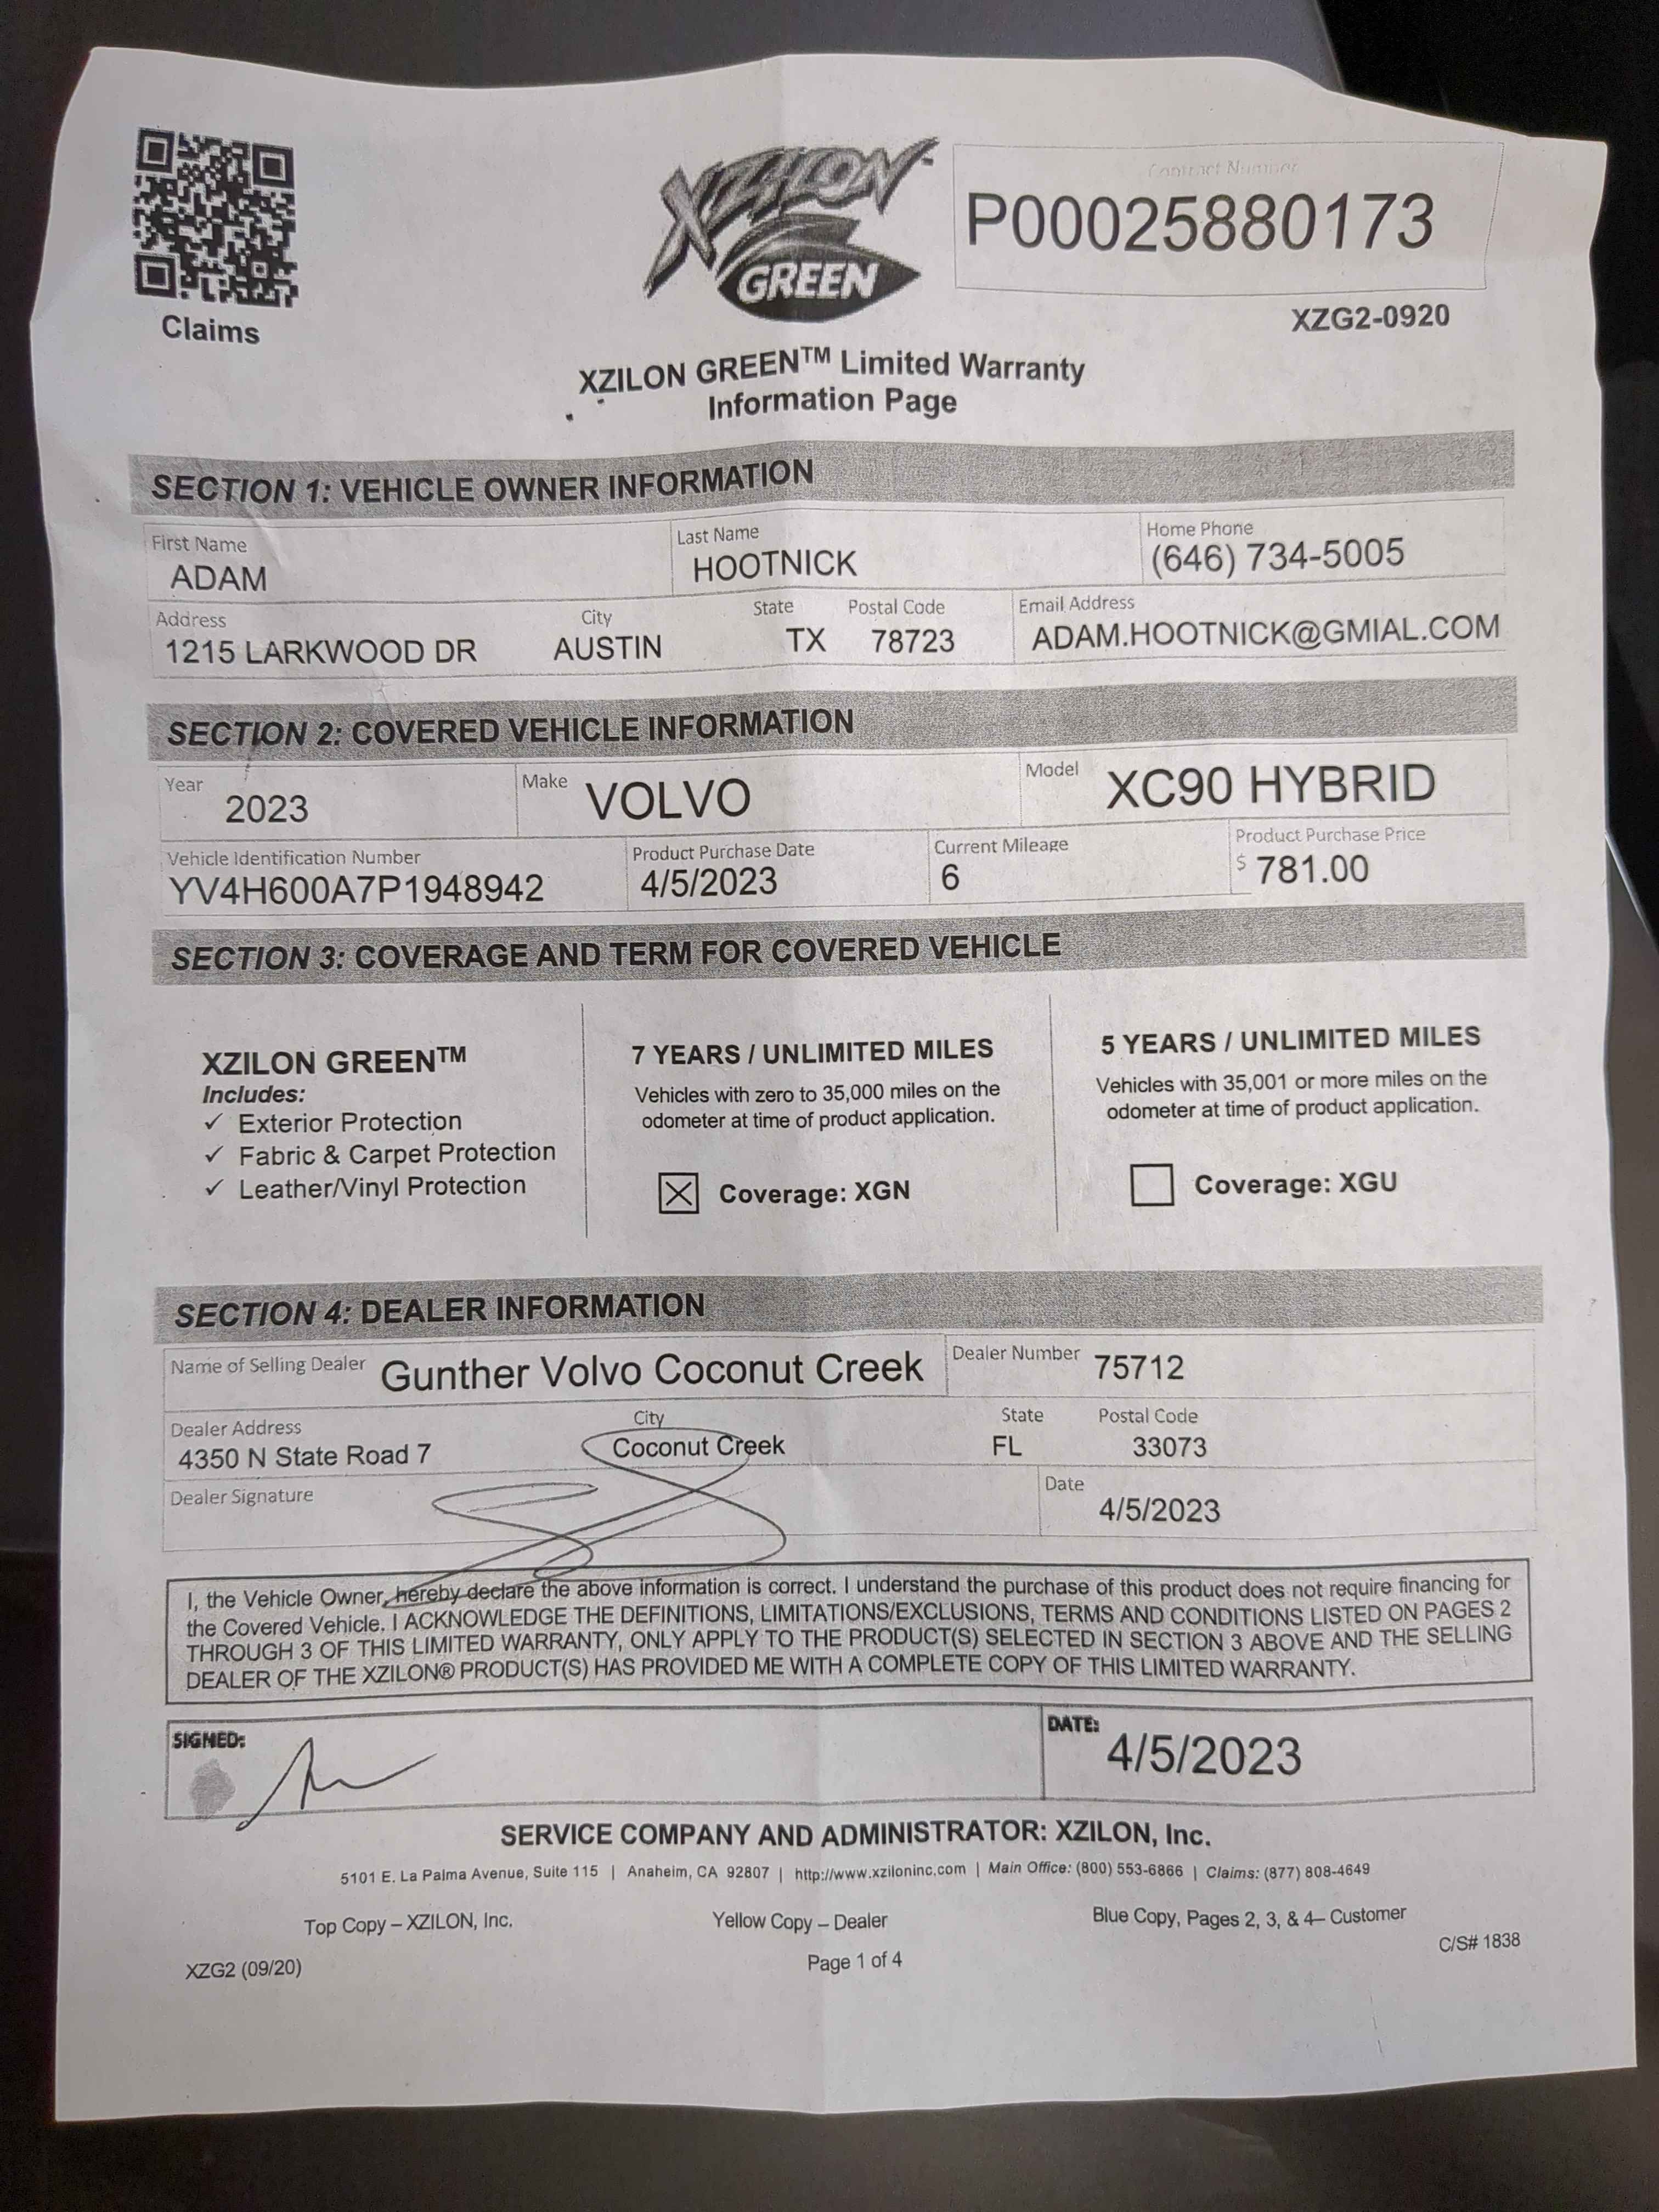 Claims
XZILON
GREEN
Contract Number
P00025880173
XZG2-0920
XZILON GREEN™ Limited Warranty
Information Page
SECTION 1: VEHICLE OWNER INFORMATION
First Name
ADAM
Last Name
HOOTNICK
Home Phone
(646) 734-5005
Address
1215 LARKWOOD DR
City
AUSTIN
State
TX
Postal Code
78723
Email Address
ADAM.HOOTNICK@GMIAL.COM
SECTION 2: COVERED VEHICLE INFORMATION
Year
2023
Make
VOLVO
Model
XC90 HYBRID
Vehicle Identification Number
YV4H600A7P1948942
Product Purchase Date
4/5/2023
Current Mileage
6
Product Purchase Price
$ 781.00
SECTION 3: COVERAGE AND TERM FOR COVERED VEHICLE
XZILON GREEN™
Includes:
✓ Exterior Protection
✓ Fabric & Carpet Protection
✓ Leather/Vinyl Protection
7 YEARS / UNLIMITED MILES
Vehicles with zero to 35,000 miles on the
odometer at time of product application.
☒ Coverage: XGN
5 YEARS / UNLIMITED MILES
Vehicles with 35,001 or more miles on the
odometer at time of product application.
☐ Coverage: XGU
SECTION 4: DEALER INFORMATION
Name of Selling Dealer
Gunther Volvo Coconut Creek
Dealer Number
75712
Dealer Address
4350 N State Road 7
City
Coconut Creek
State
FL
Postal Code
33073
Dealer Signature
Date
4/5/2023
I, the Vehicle Owner, hereby declare the above information is correct. I understand the purchase of this product does not require financing for
the Covered Vehicle. I ACKNOWLEDGE THE DEFINITIONS, LIMITATIONS/EXCLUSIONS, TERMS AND CONDITIONS LISTED ON PAGES 2
THROUGH 3 OF THIS LIMITED WARRANTY, ONLY APPLY TO THE PRODUCT(S) SELECTED IN SECTION 3 ABOVE AND THE SELLING
DEALER OF THE XZILON® PRODUCT(S) HAS PROVIDED ME WITH A COMPLETE COPY OF THIS LIMITED WARRANTY.
SIGNED:
DATE:
4/5/2023
SERVICE COMPANY AND ADMINISTRATOR: XZILON, Inc.
5101 E. La Palma Avenue, Suite 115 | Anaheim, CA 92807 | http://www.xziloninc.com | Main Office: (800) 553-6866 | Claims: (877) 808-4649
Top Copy – XZILON, Inc.
Yellow Copy – Dealer
Blue Copy, Pages 2, 3, & 4– Customer
XZG2 (09/20)
Page 1 of 4
C/S# 1838